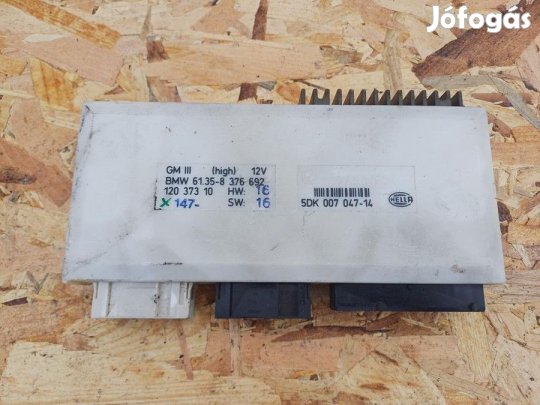 Jófogás
GM III (high) 12V
BMW 61.35-8 376 692
120 373 10 HW: 16
x 147- SW: 16
5DK 007 047-14 HELLA